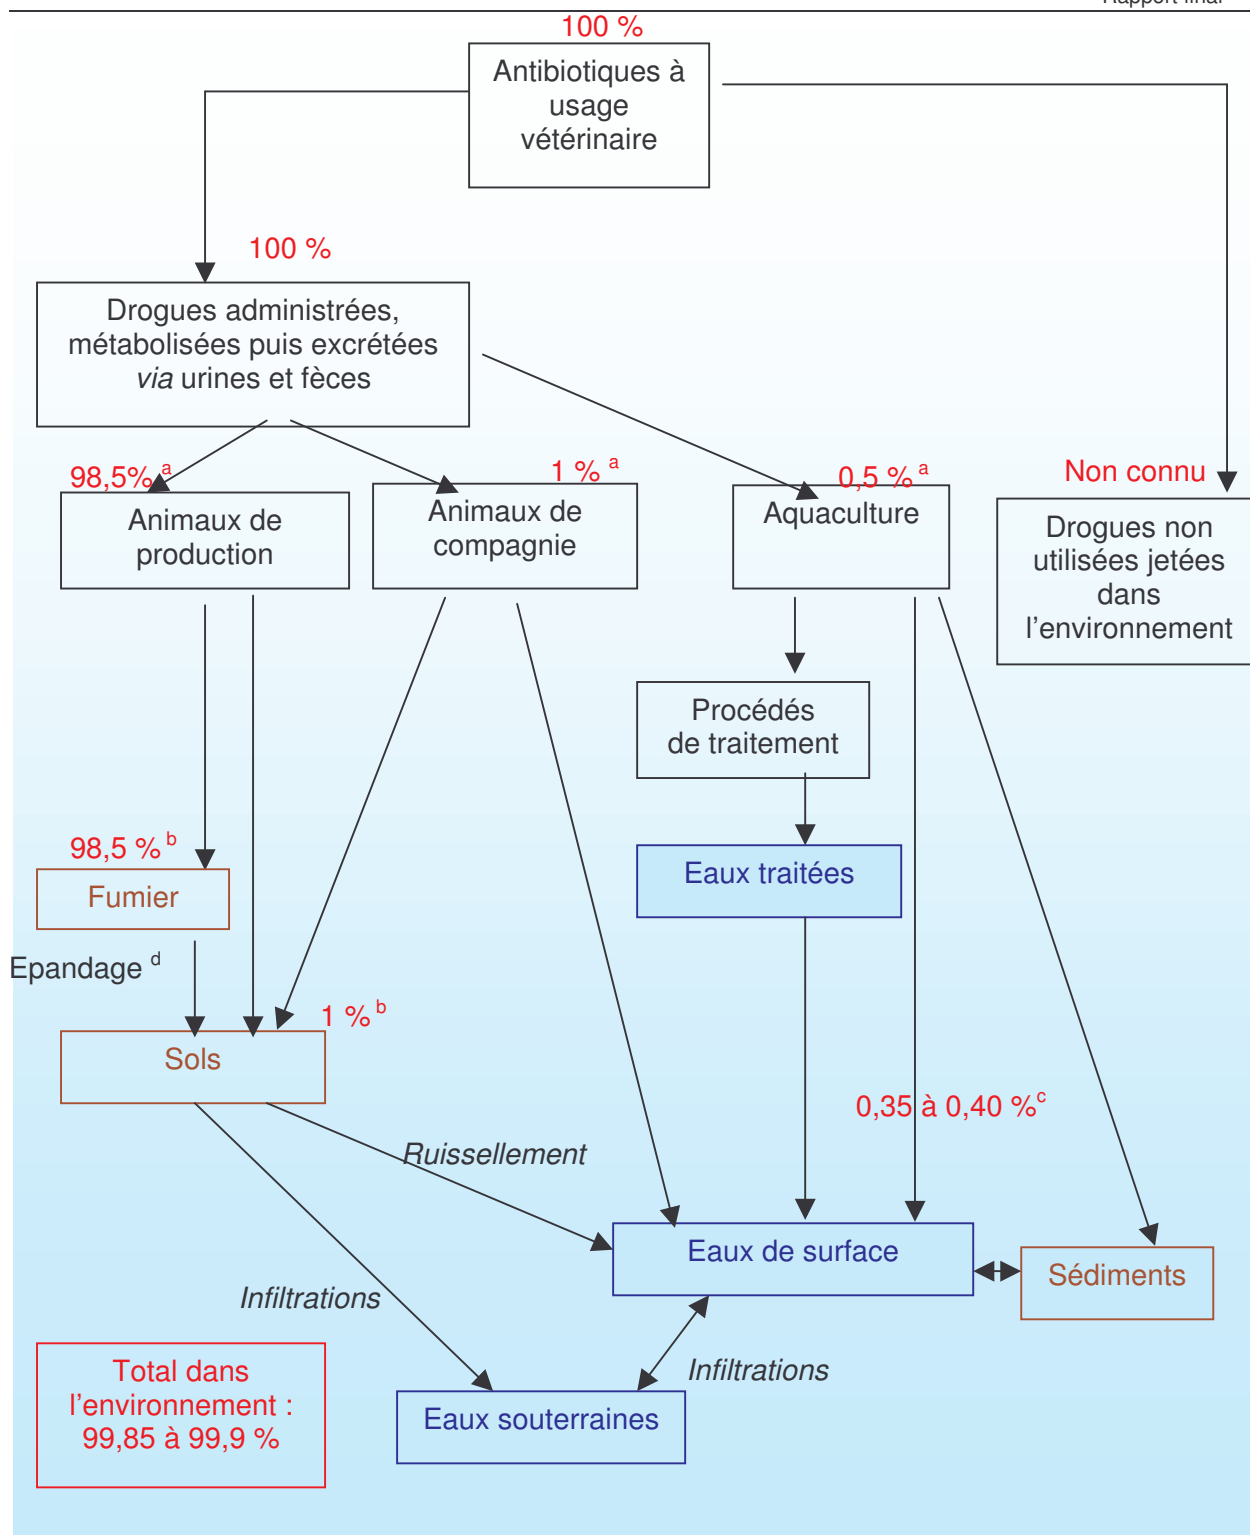 Rapport final
100 %
Antibiotiques à
usage
vétérinaire
100 %
Drogues administrées,
métabolisées puis excrétées
via urines et fèces
98,5% a
1 % a
0,5 % a
Non connu
Animaux de
production
Animaux de
compagnie
Aquaculture
Drogues non
utilisées jetées
dans
l'environnement
Procédés
de traitement
98,5 % b
Fumier
Eaux traitées
Epandage d
1 % b
Sols
0,35 à 0,40 %c
Ruissellement
Eaux de surface
Sédiments
Infiltrations
Total dans
l'environnement :
99,85 à 99,9 %
Infiltrations
Eaux souterraines